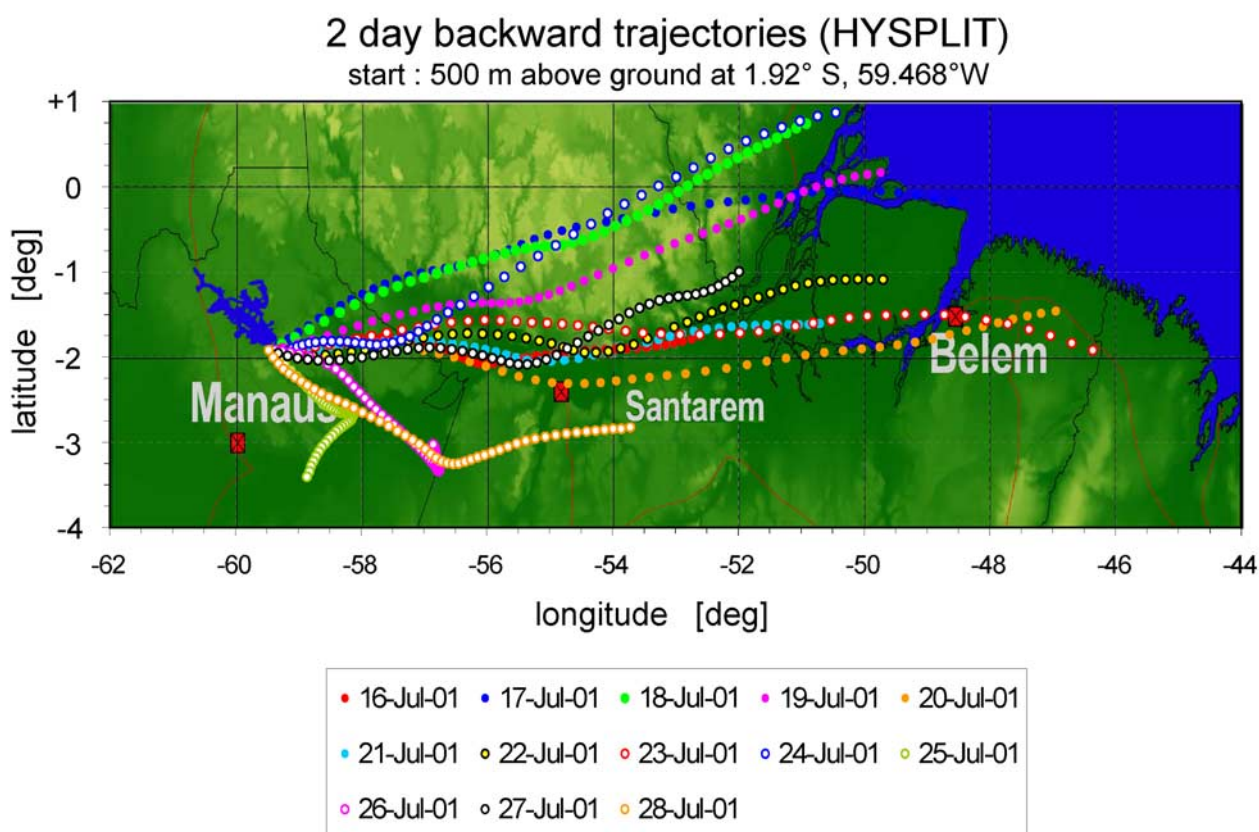 2 day backward trajectories (HYSPLIT)
start : 500 m above ground at 1.92° S, 59.468°W
+1
0
-1
-2
-3
-4
latitude [deg]
Manaus
Santarem
Belem
-62 -60 -58 -56 -54 -52 -50 -48 -46 -44
longitude [deg]
16-Jul-01 17-Jul-01 18-Jul-01 19-Jul-01 20-Jul-01
21-Jul-01 22-Jul-01 23-Jul-01 24-Jul-01 25-Jul-01
26-Jul-01 27-Jul-01 28-Jul-01